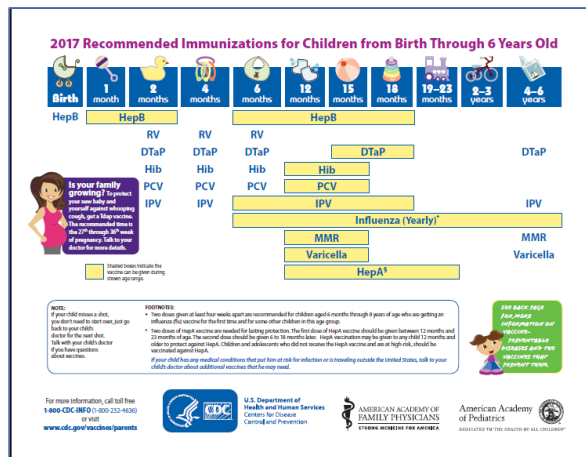 2017 Recommended Immunizations for Children from Birth Through 6 Years Old
Birth
1 month
2 months
4 months
6 months
12 months
15 months
18 months
19–23 months
2–3 years
4–6 years
HepB HepB HepB
RV RV RV
DTaP DTaP DTaP DTaP DTaP
Hib Hib Hib Hib
PCV PCV PCV PCV
IPV IPV IPV IPV
Influenza (Yearly)*
MMR MMR
Varicella Varicella
HepA§
Is your family
growing? To protect
your new baby and
yourself against whooping
cough, get a Tdap vaccine.
The recommended time is
the 27th through 36th week
of pregnancy. Talk to your
doctor for more details.
Shaded boxes indicate the
vaccine can be given during
shown age range.
NOTE:
If your child misses a shot,
you don't need to start over, just go
back to your child's
doctor for the next shot.
Talk with your child's doctor
if you have questions
about vaccines.
FOOTNOTES:
Two doses given at least four weeks apart are recommended for children aged 6 months through 8 years of age who are getting an
influenza (flu) vaccine for the first time and for some other children in this age group.
Two doses of HepA vaccine are needed for lasting protection. The first dose of HepA vaccine should be given between 12 months and
23 months of age. The second dose should be given 6 to 18 months later. HepA vaccination may be given to any child 12 months and
older to protect against HepA. Children and adolescents who did not receive the HepA vaccine and are at high-risk, should be
vaccinated against HepA.
If your child has any medical conditions that put him at risk for infection or is traveling outside the United States, talk to your
child's doctor about additional vaccines that he may need.
SEE BACK PAGE
FOR MORE
INFORMATION ON
VACCINE-
PREVENTABLE
DISEASES AND THE
VACCINES THAT
PREVENT THEM.
For more information, call toll free
1-800-CDC-INFO (1-800-232-4636)
or visit
www.cdc.gov/vaccines/parents
CDC
U.S. Department of
Health and Human Services
Centers for Disease
Control and Prevention
AMERICAN ACADEMY OF
FAMILY PHYSICIANS
STRONG MEDICINE FOR AMERICA
American Academy
of Pediatrics
DEDICATED TO THE HEALTH OF ALL CHILDREN